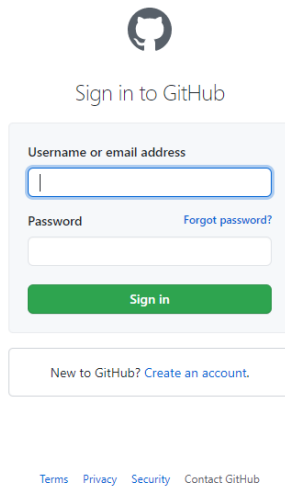 Sign in to GitHub
Username or email address
Password Forgot password?
Sign in
New to GitHub? Create an account.
Terms Privacy Security Contact GitHub